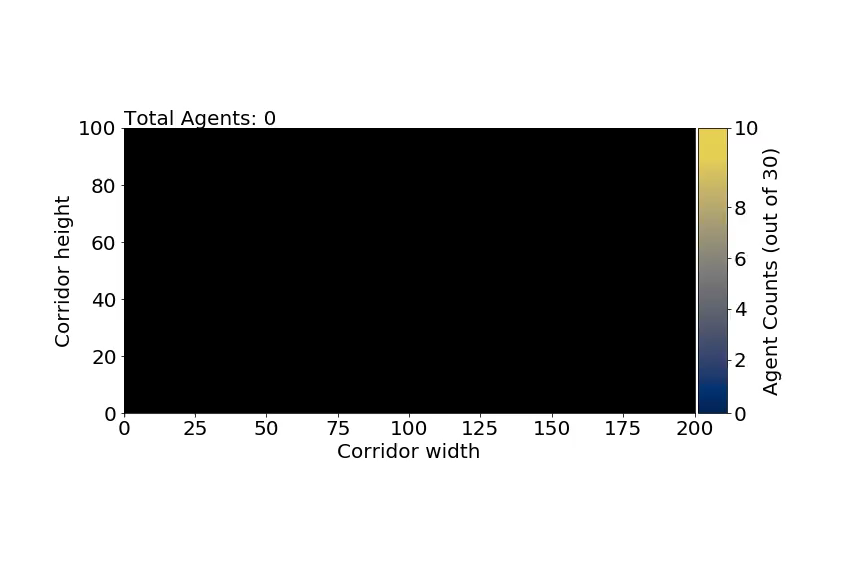 Total Agents: 0
100
80
60
40
20
0
Corridor height
0 25 50 75 100 125 150 175 200
Corridor width
10
8
6
4
2
0
Agent Counts (out of 30)